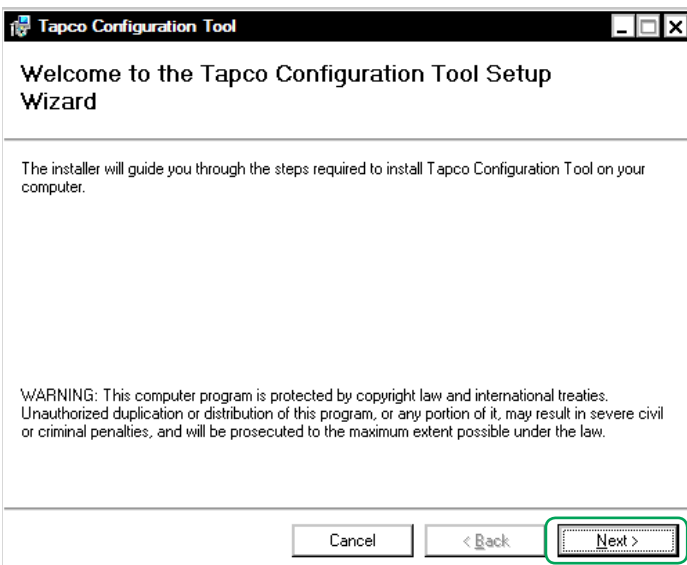 Tapco Configuration Tool
Welcome to the Tapco Configuration Tool Setup
Wizard
The installer will guide you through the steps required to install Tapco Configuration Tool on your
computer.
WARNING: This computer program is protected by copyright law and international treaties.
Unauthorized duplication or distribution of this program, or any portion of it, may result in severe civil
or criminal penalties, and will be prosecuted to the maximum extent possible under the law.
Cancel < Back Next >